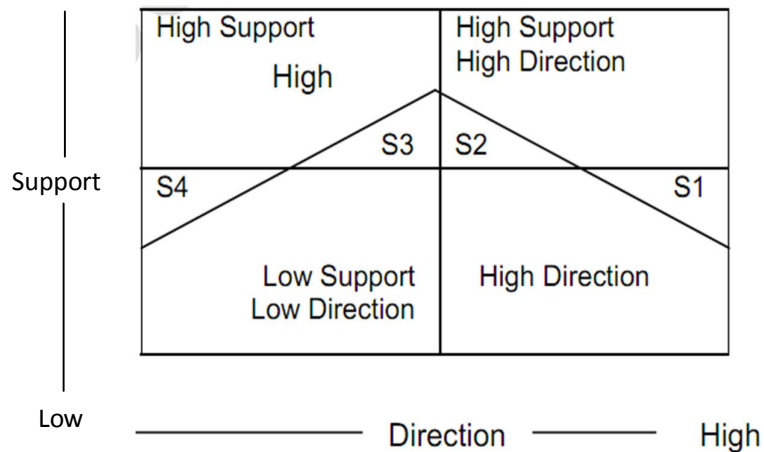 High Support
High
High Support
High Direction
S3
S2
Support
S4
S1
Low Support
Low Direction
High Direction
Low
Direction
High